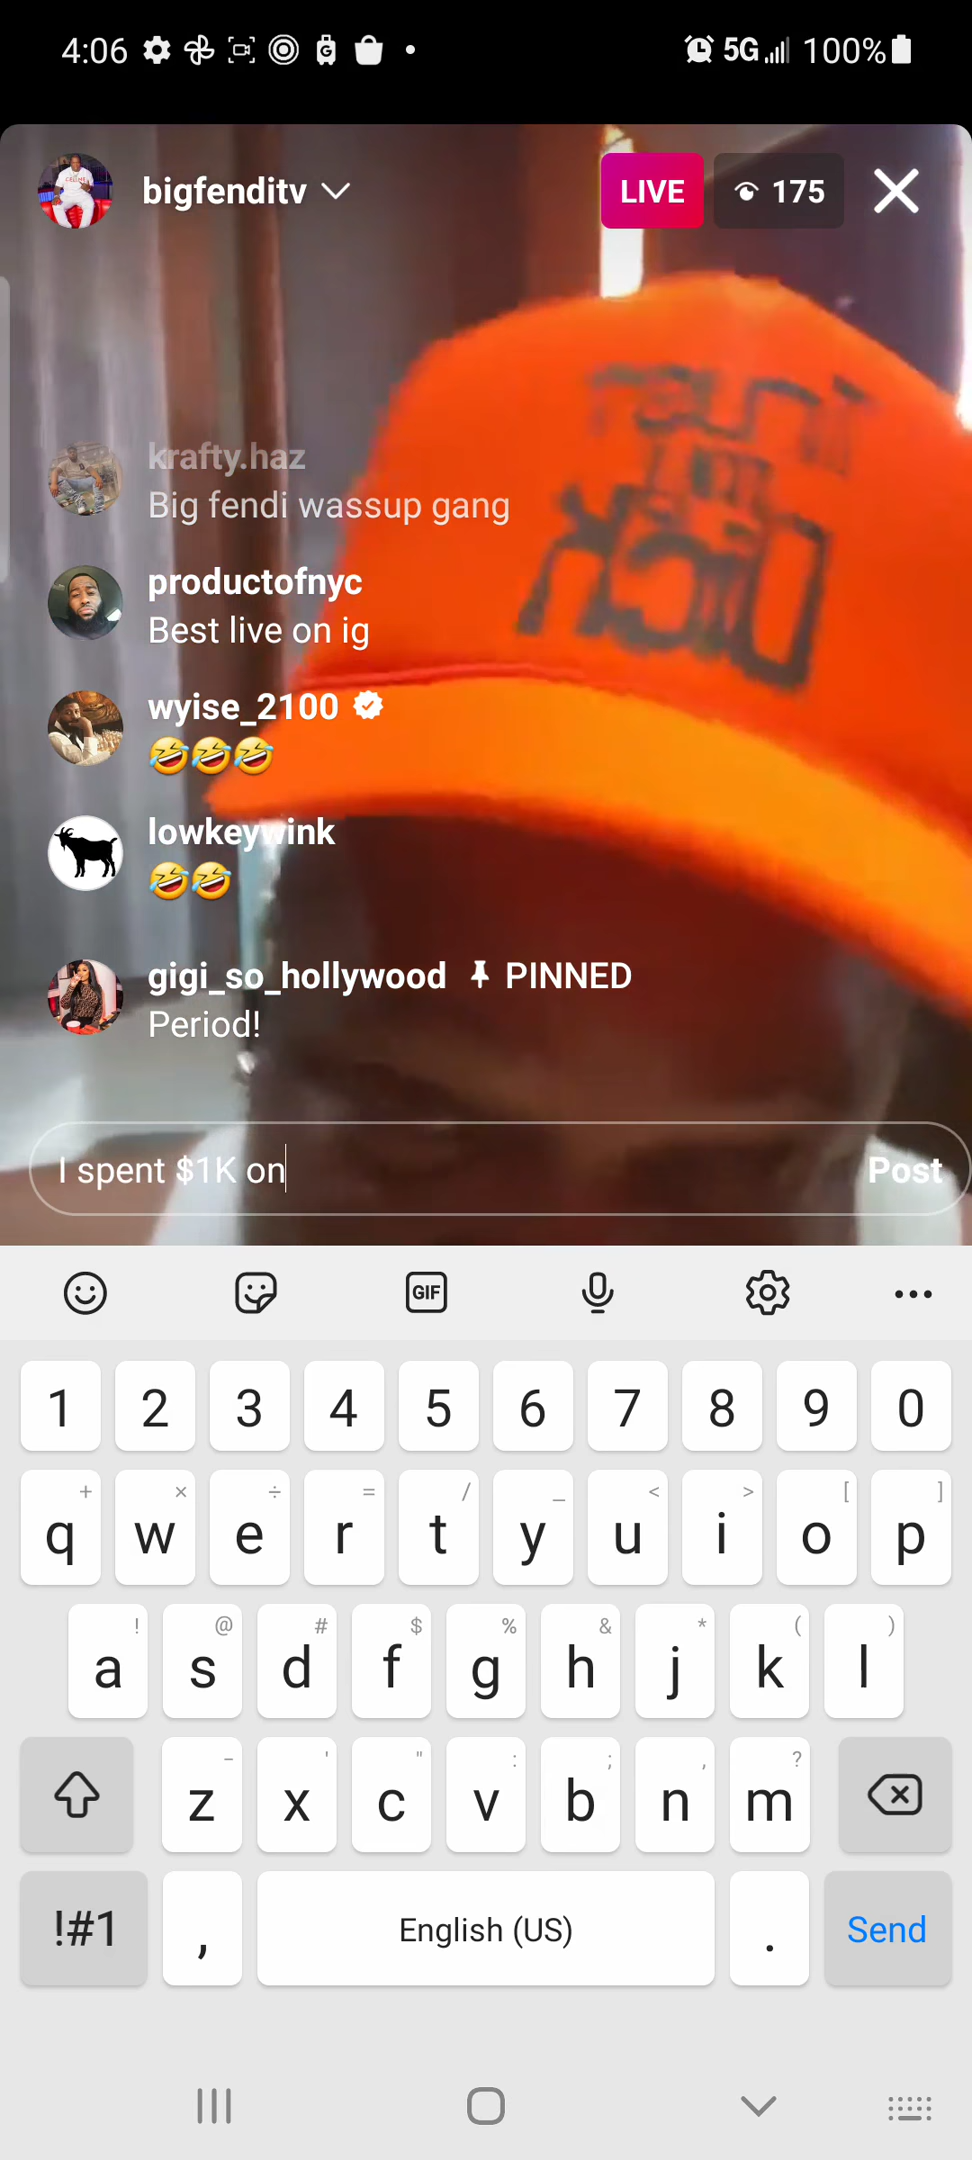 4:06 5G 100%
bigfenditv LIVE 175
krafty.haz
Big fendi wassup gang
productofnyc
Best live on ig
wyise_2100
🤣🤣🤣
lowkeywink
🤣🤣
gigi_so_hollywood PINNED
Period!
I spent $1K on Post
GIF
1 2 3 4 5 6 7 8 9 0
+ × ÷ = / _ < > [ ]
q w e r t y u i o p
! @ # $ % & * ( )
a s d f g h j k l
- ' " : ; , ?
z x c v b n m
!#1 , English (US) . Send